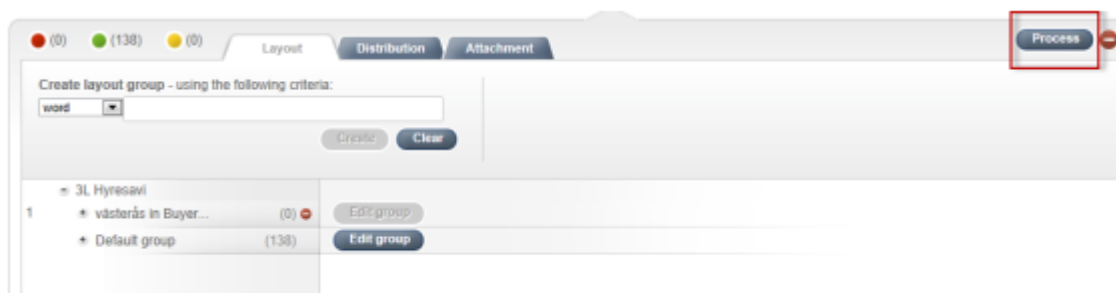 (0) (138) (0) Layout Distribution Attachment Process
Create layout group - using the following criteria:
word
Create Clear
3L Hyresavi
1 västerås in Buyer... (0) Edit group
Default group (138) Edit group